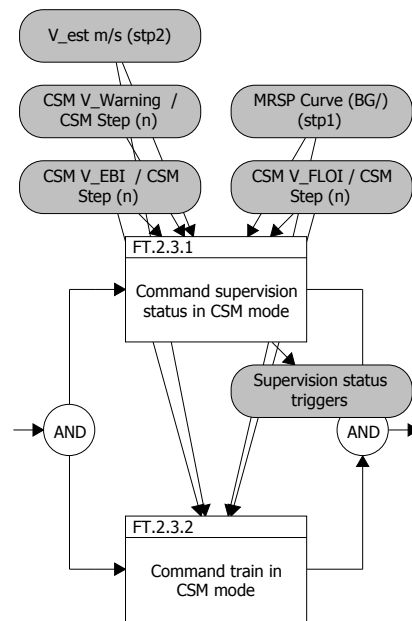 V_est m/s (stp2)
CSM V_Warning /
CSM Step (n)
MRSP Curve (BG/)
(stp1)
CSM V_EBI / CSM
Step (n)
CSM V_FLOI / CSM
Step (n)
FT.2.3.1
Command supervision
status in CSM mode
Supervision status
triggers
AND
AND
FT.2.3.2
Command train in
CSM mode